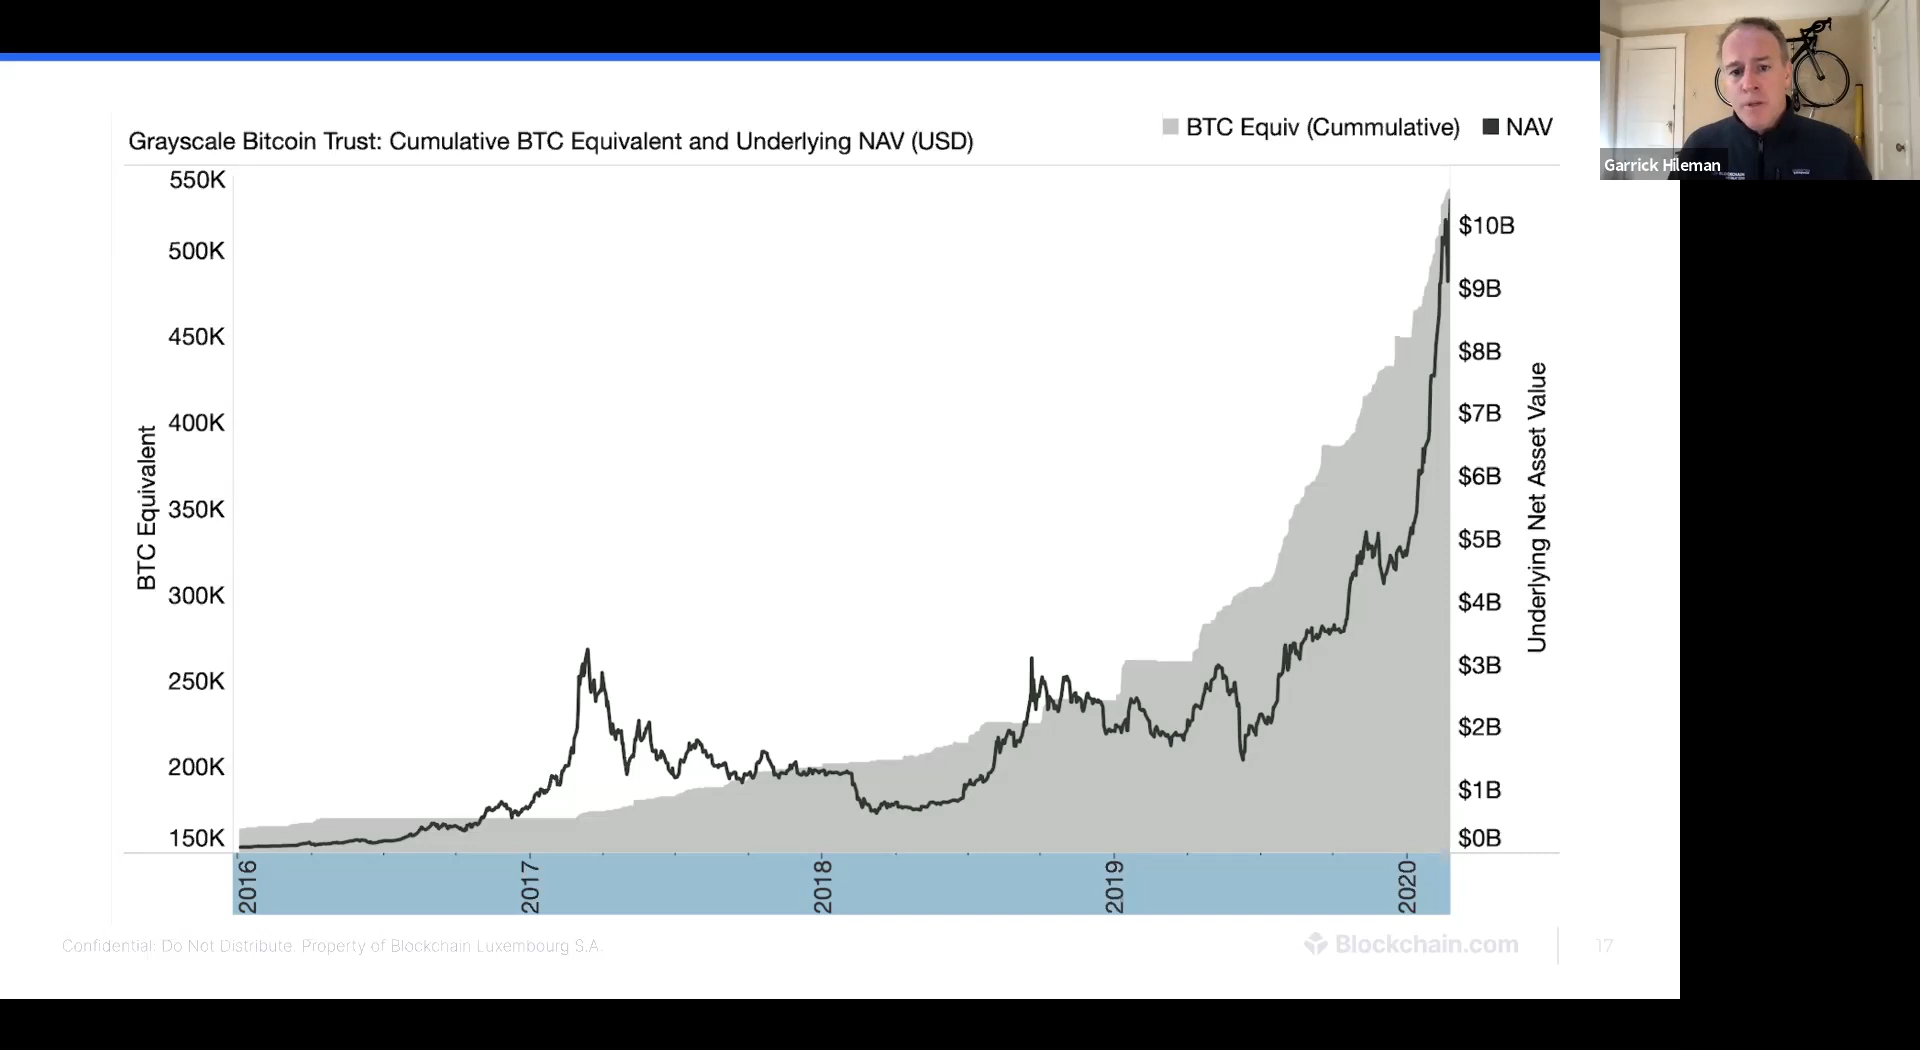 Grayscale Bitcoin Trust: Cumulative BTC Equivalent and Underlying NAV (USD)
BTC Equiv (Cummulative)
NAV
Garrick Hileman
550K
500K
450K
400K
350K
300K
250K
200K
150K
BTC Equivalent
$10B
$9B
$8B
$7B
$6B
$5B
$4B
$3B
$2B
$1B
$0B
Underlying Net Asset Value
2016
2017
2018
2019
2020
Confidential: Do Not Distribute. Property of Blockchain Luxembourg S.A.
Blockchain.com
17